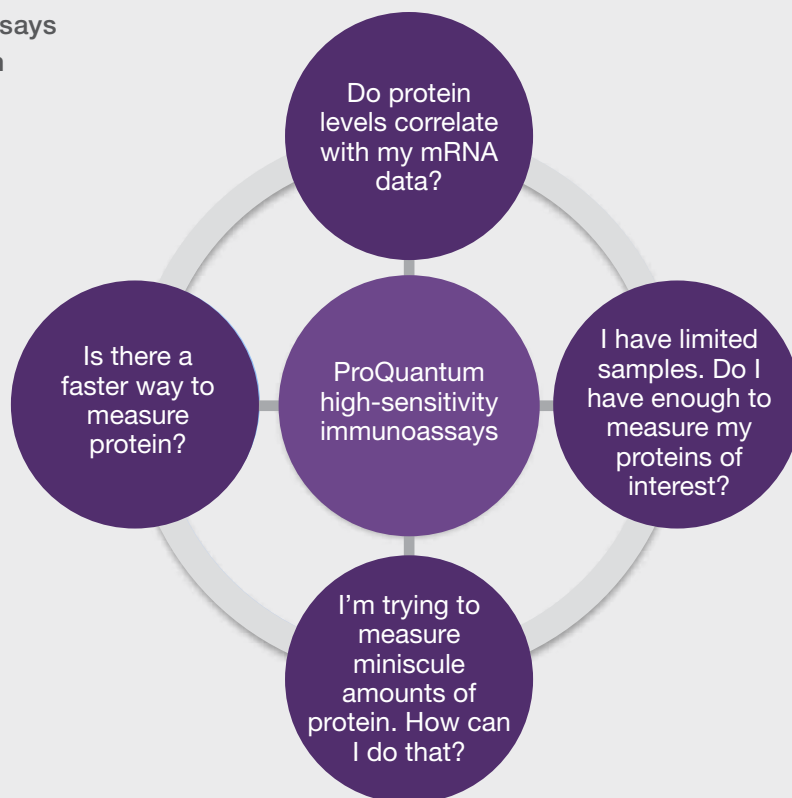 Do protein
levels correlate
with my mRNA
data?
Is there a
faster way to
measure
protein?
ProQuantum
high-sensitivity
immunoassays
I have limited
samples. Do I
have enough to
measure my
proteins of
interest?
I'm trying to
measure
miniscule
amounts of
protein. How can
I do that?